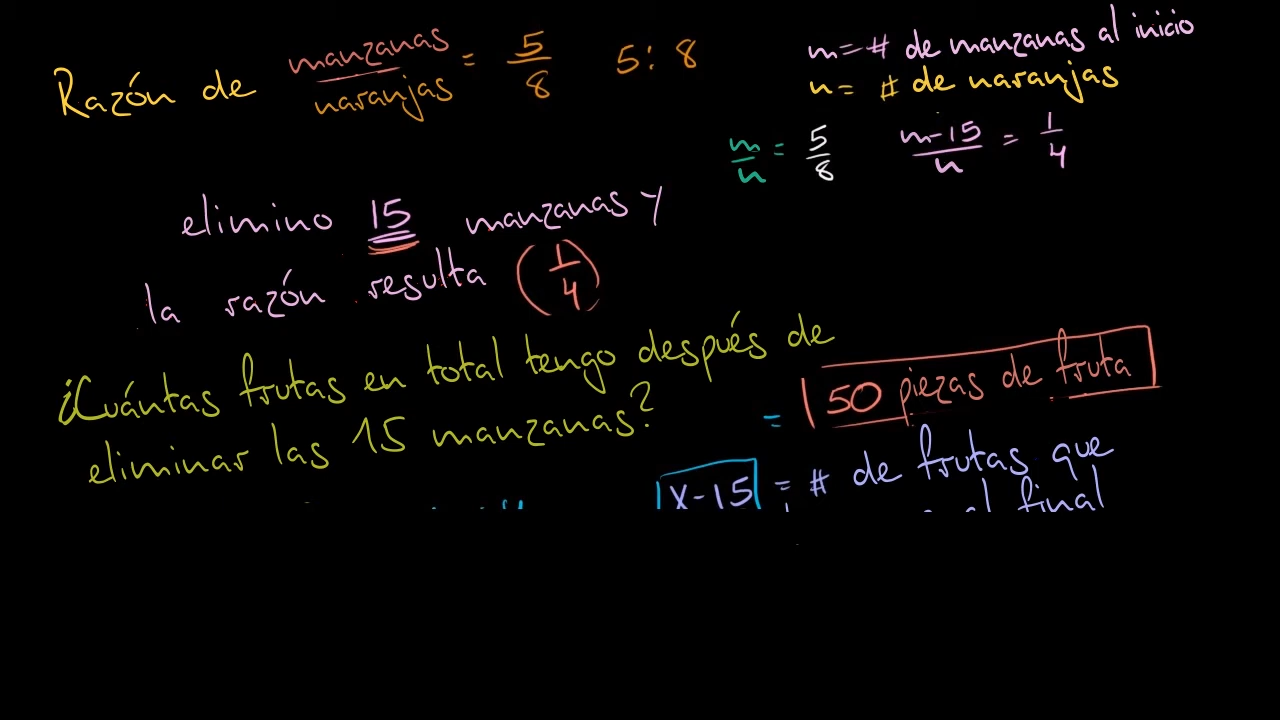 Razón de manzanas/naranjas = 5/8 5:8
m = # de manzanas al inicio
n = # de naranjas
m/n = 5/8 m-15/n = 1/4
elimino 15 manzanas y
la razón resulta (1/4)
¿Cuántas frutas en total tengo después de
eliminar las 15 manzanas?
= 50 piezas de fruta
x-15 = # de frutas que
al final